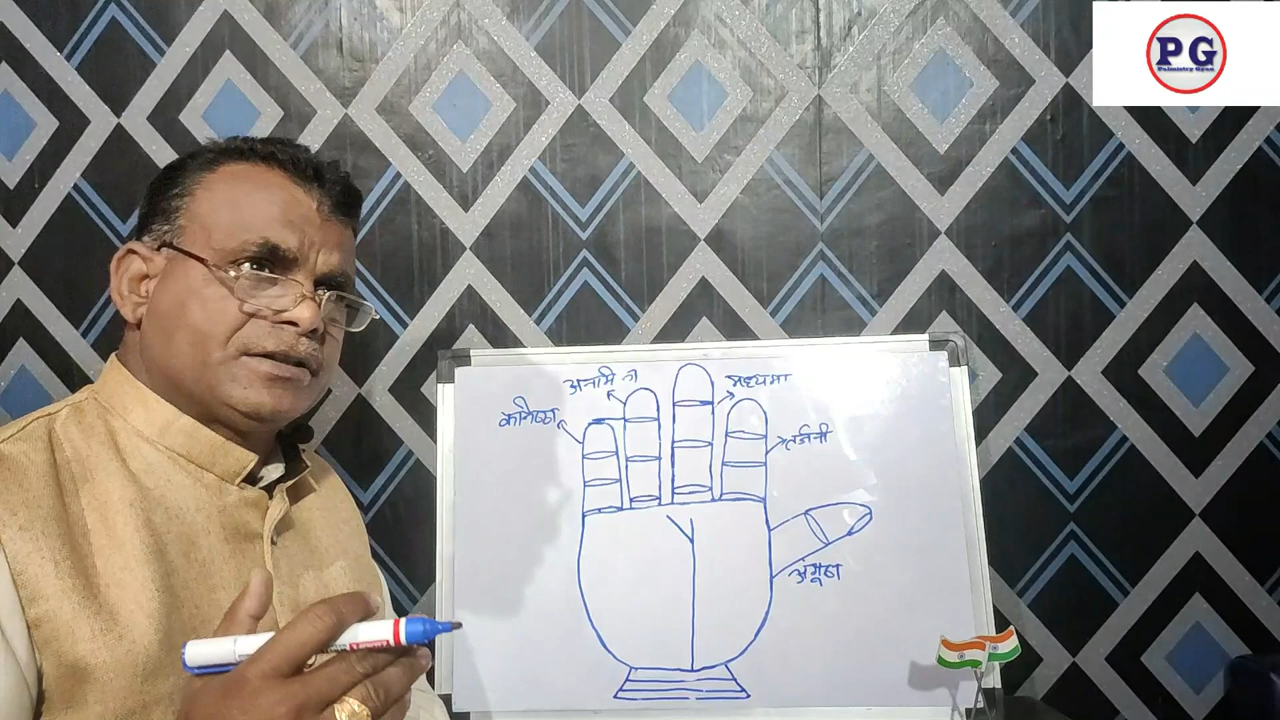 PG
Palmistry Gyan
अनामिका
मध्यमा
कनिष्ठा
तर्जनी
अंगूठा